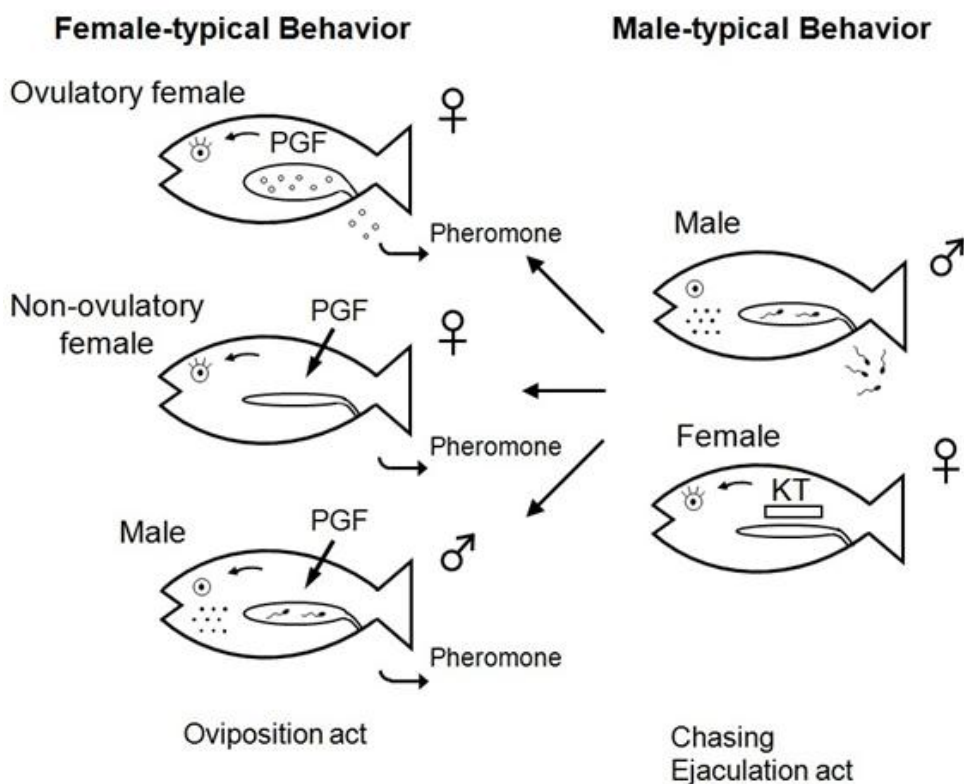 Female-typical Behavior
Male-typical Behavior
Ovulatory female
♀
PGF
Pheromone
Non-ovulatory
female
PGF
♀
Pheromone
Male
PGF
♂
Pheromone
Oviposition act
Male
♂
Female
♀
KT
Chasing
Ejaculation act